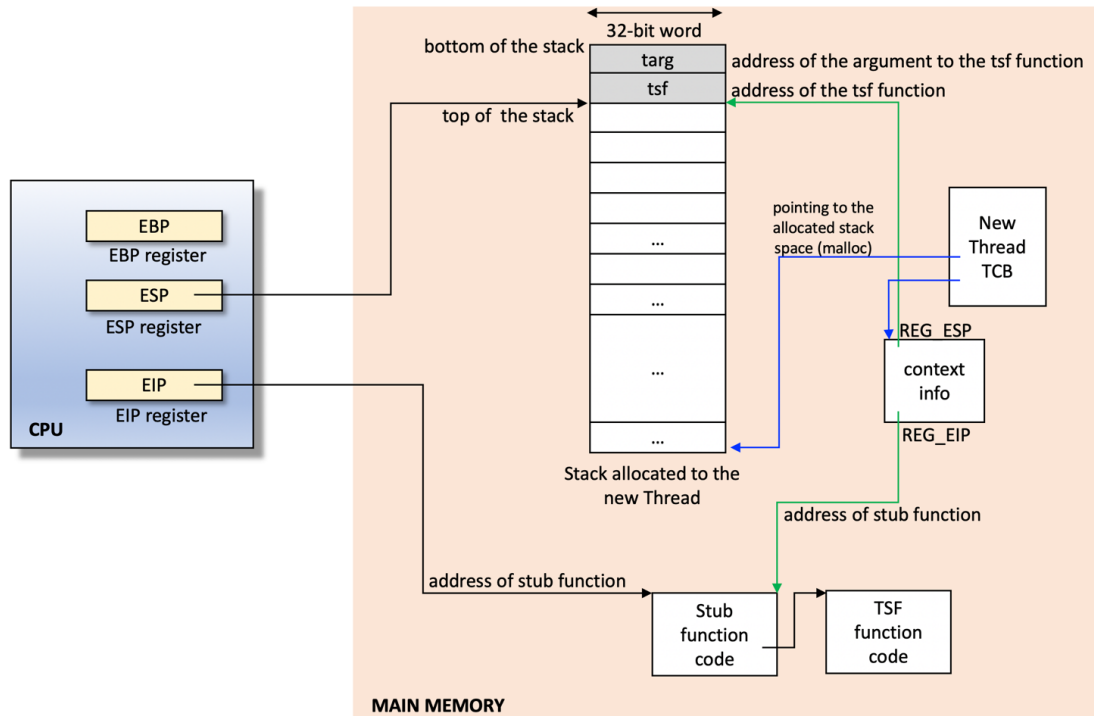 32-bit word
bottom of the stack
targ
address of the argument to the tsf function
tsf
address of the tsf function
top of the stack
EBP
EBP register
ESP
ESP register
EIP
EIP register
CPU
...
...
...
...
pointing to the
allocated stack
space (malloc)
New
Thread
TCB
REG_ESP
context
info
REG_EIP
Stack allocated to the
new Thread
address of stub function
address of stub function
Stub
function
code
TSF
function
code
MAIN MEMORY